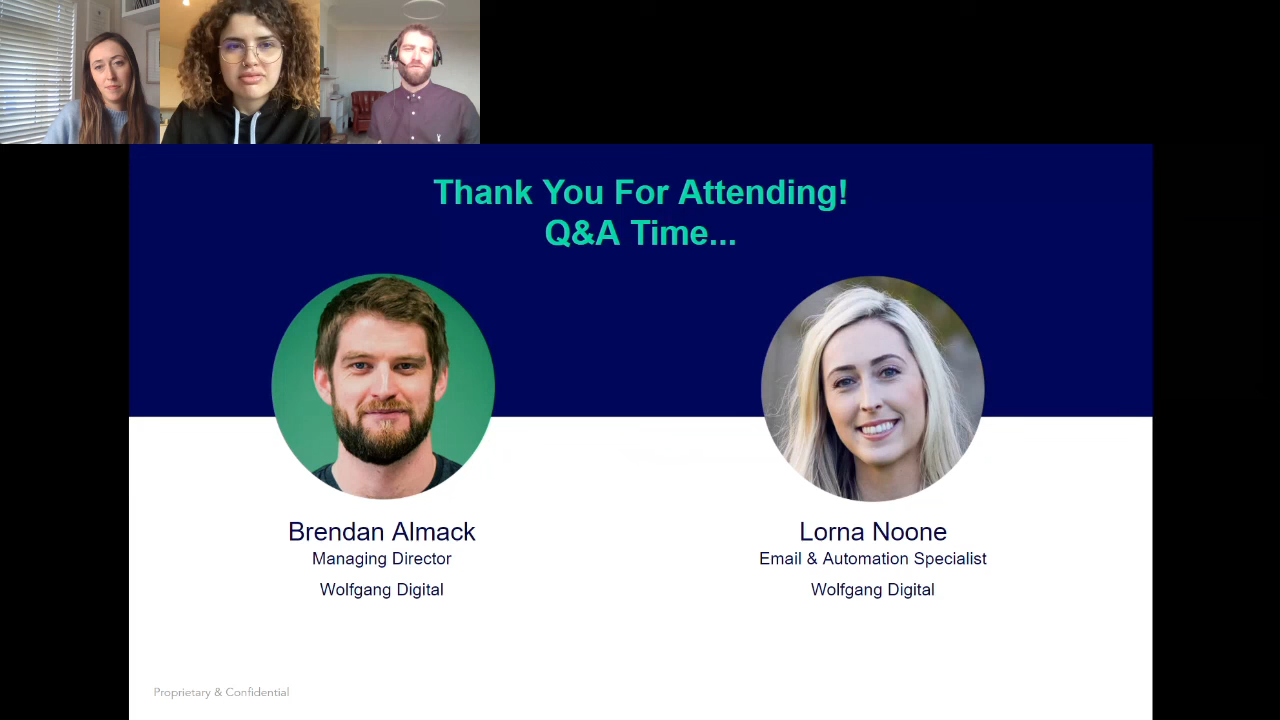 Thank You For Attending!
Q&A Time...
Brendan Almack
Managing Director
Wolfgang Digital
Lorna Noone
Email & Automation Specialist
Wolfgang Digital
Proprietary & Confidential